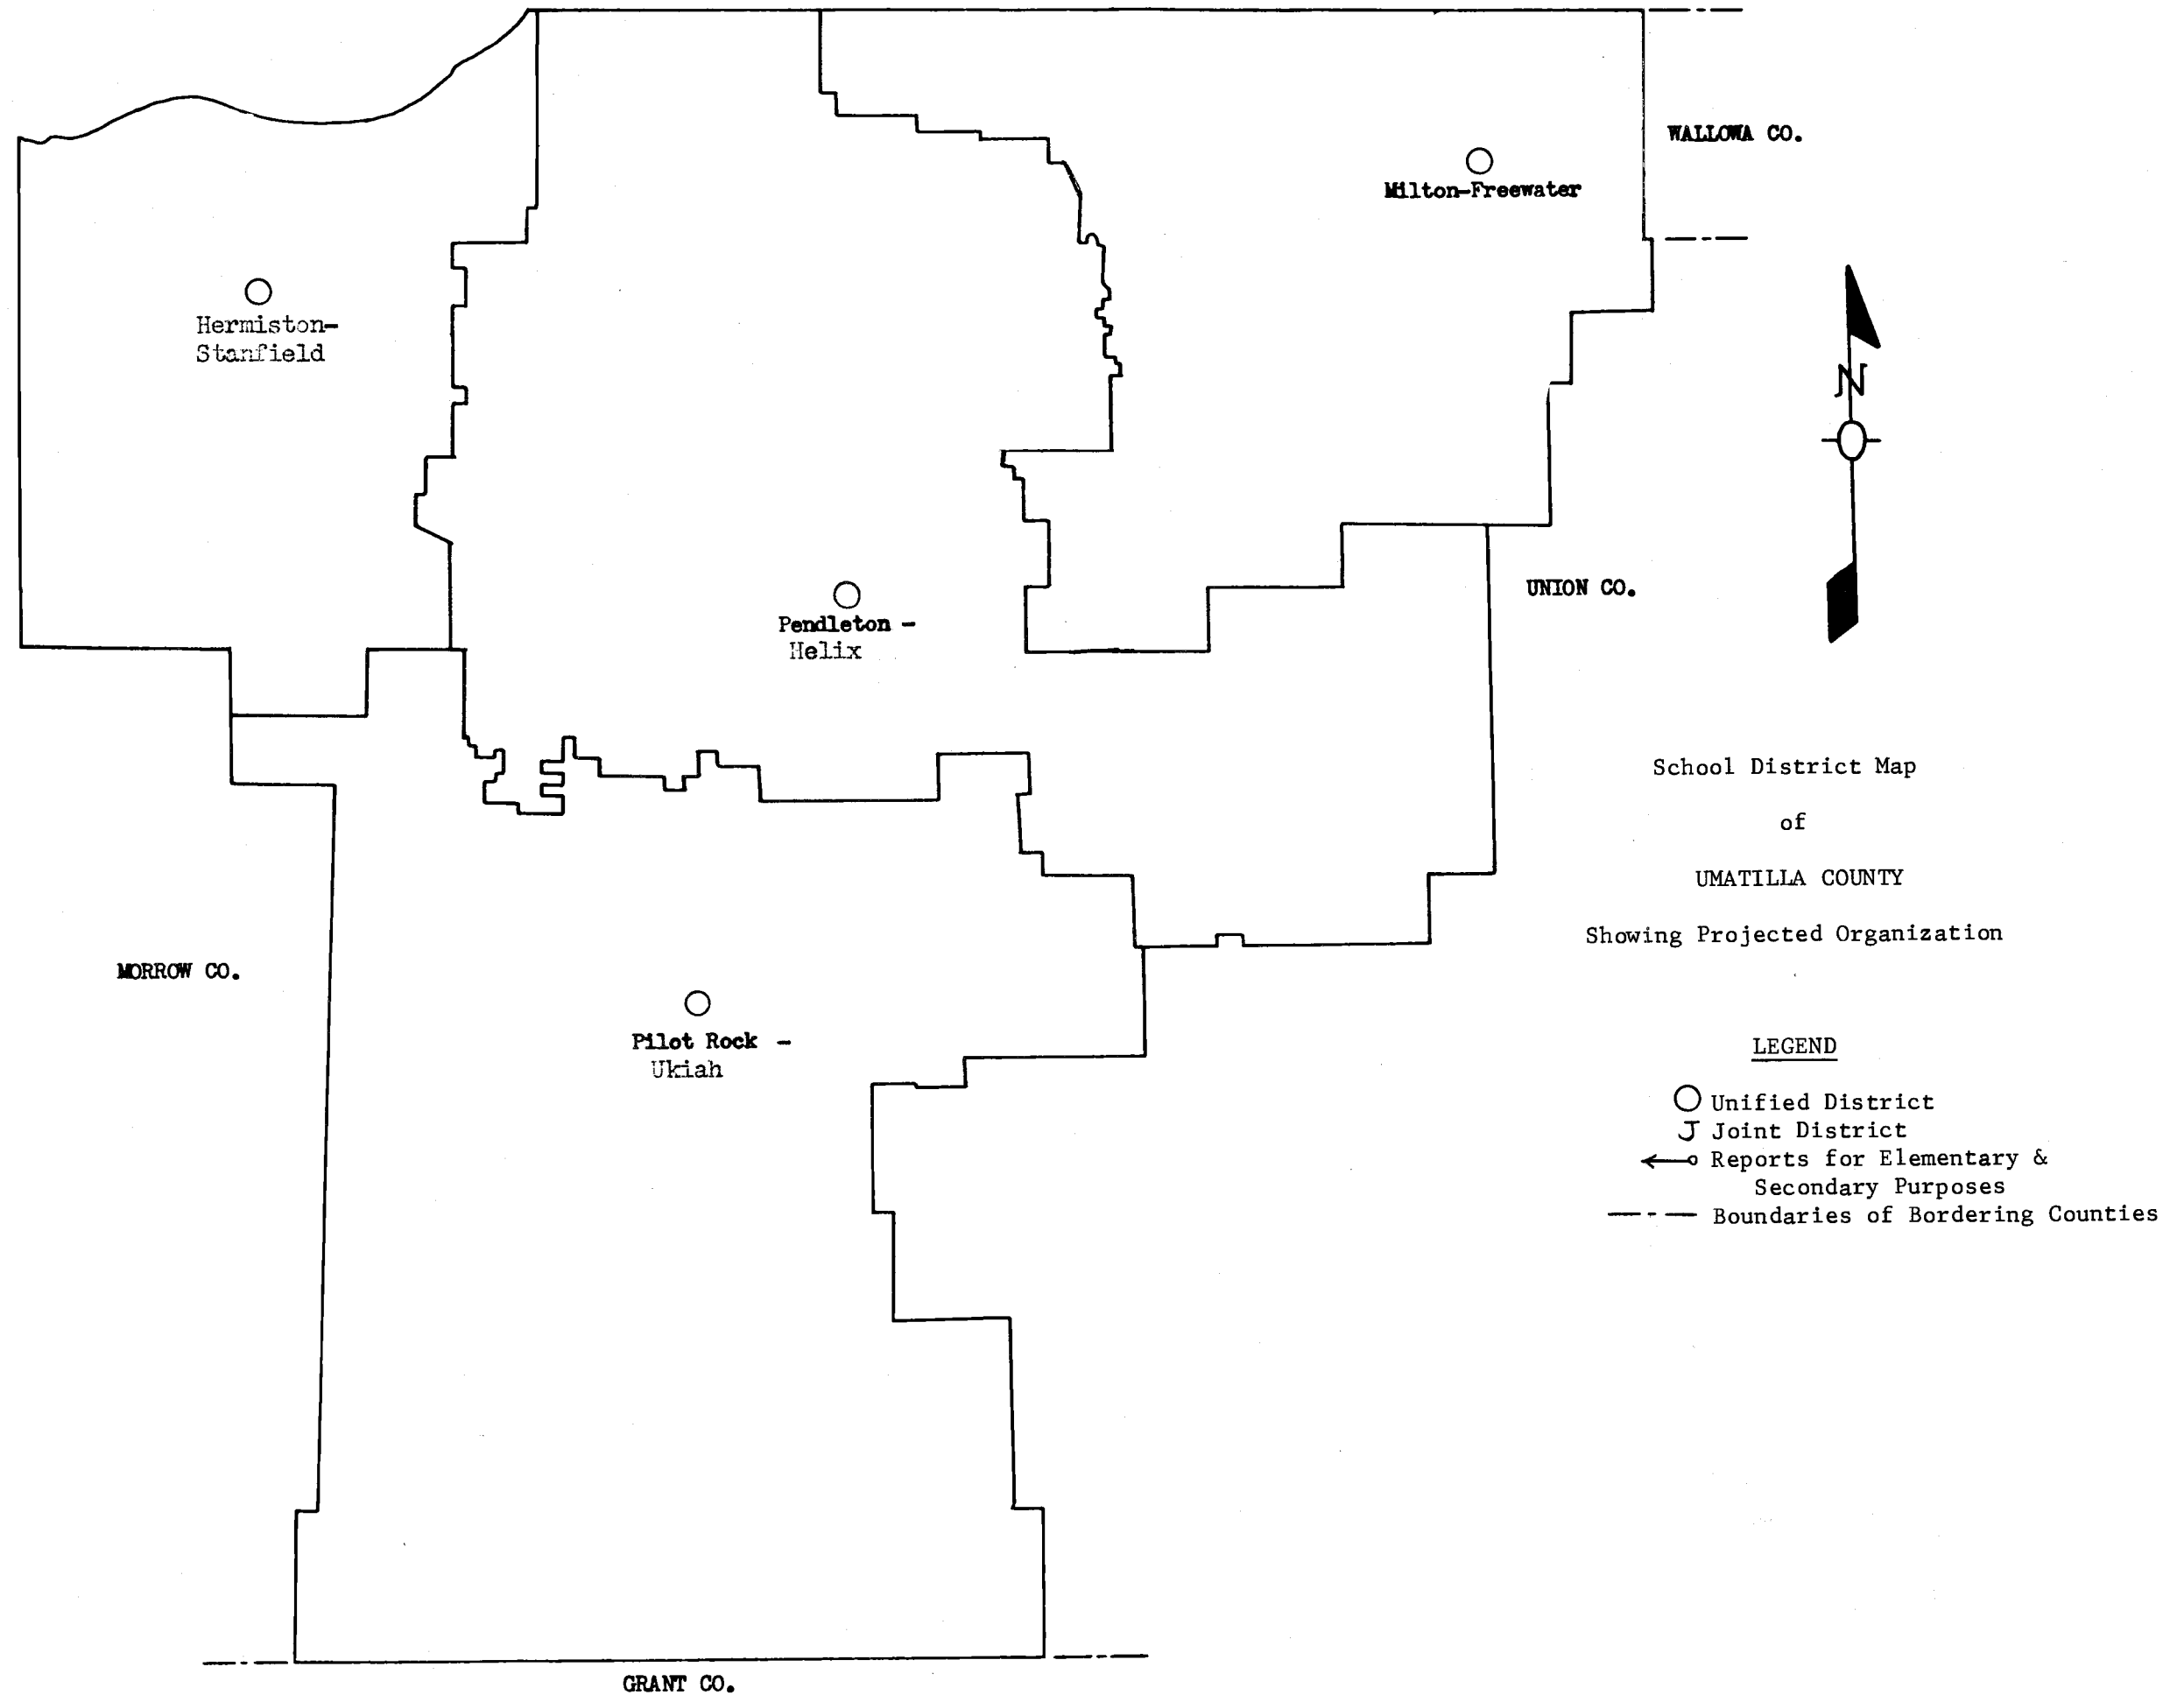 WALLOWA CO.
Milton-Freewater
Hermiston-
Stanfield
N
UNION CO.
Pendleton -
Helix
School District Map
of
UMATILLA COUNTY
Showing Projected Organization
MORROW CO.
Pilot Rock -
Ukiah
LEGEND
Unified District
J Joint District
Reports for Elementary &
Secondary Purposes
Boundaries of Bordering Counties
GRANT CO.